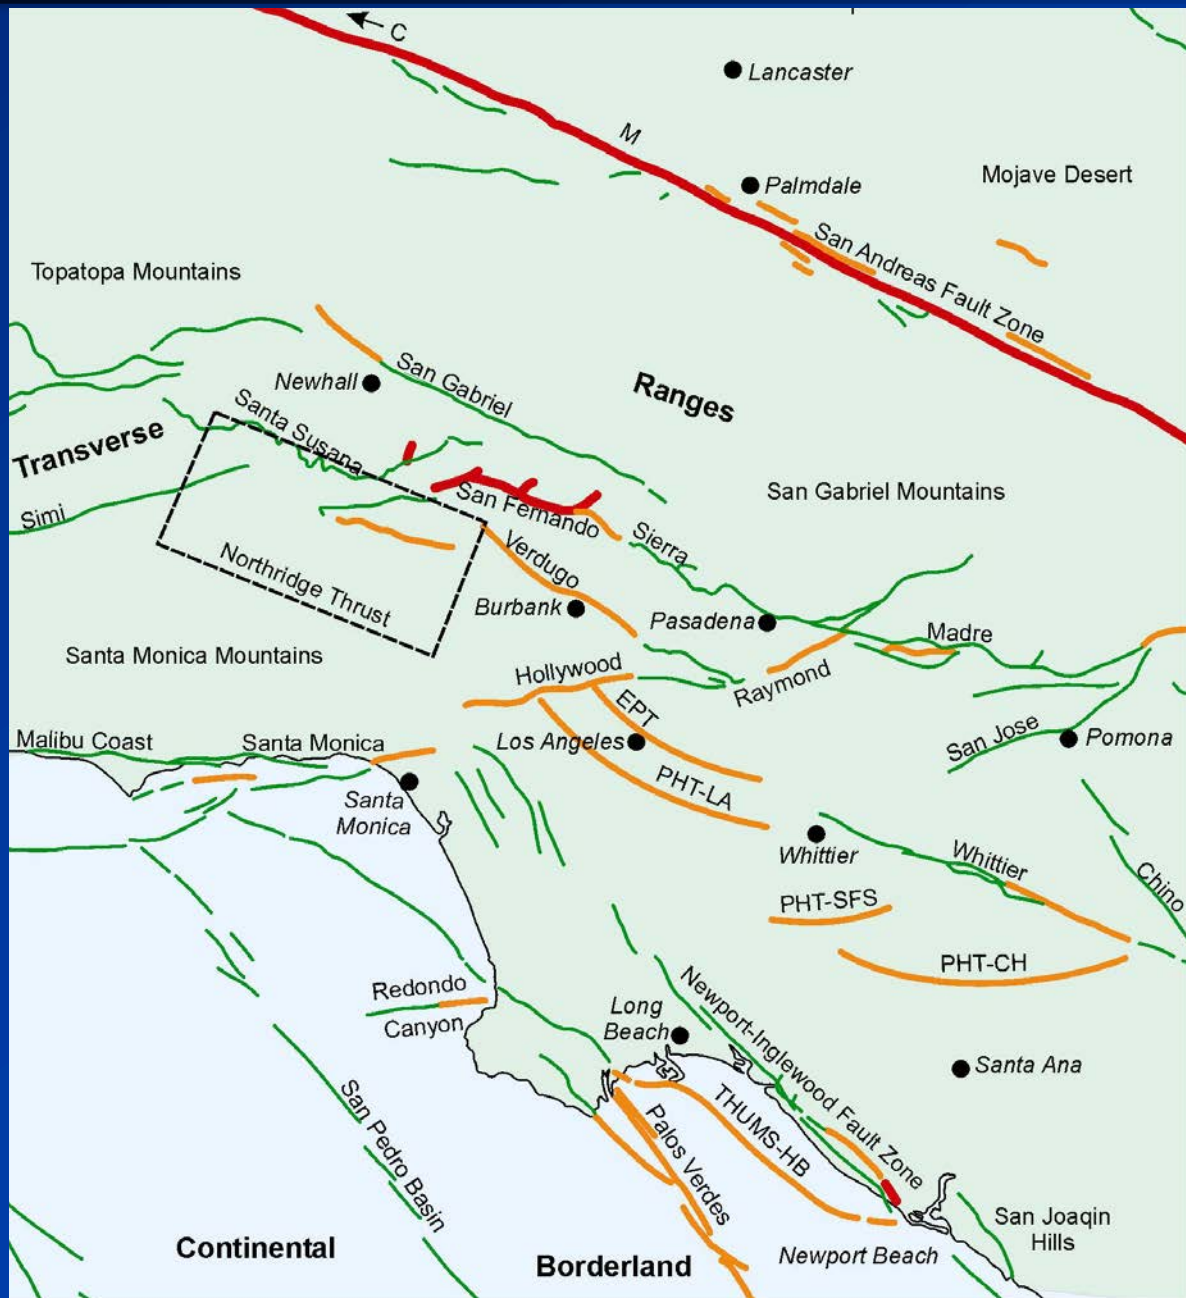 C
Lancaster
M
Palmdale
Mojave Desert
San Andreas Fault Zone
Topatopa Mountains
Newhall
San Gabriel
Ranges
Santa Susana
Transverse
San Gabriel Mountains
San Fernando
Simi
Sierra
Verdugo
Northridge Thrust
Burbank
Pasadena
Madre
Santa Monica Mountains
Hollywood
Raymond
EPT
Malibu Coast
Santa Monica
Los Angeles
San Jose
Pomona
PHT-LA
Santa
Monica
Whittier
Whittier
Chino
PHT-SFS
PHT-CH
Redondo
Canyon
Long
Beach
Newport-Inglewood Fault Zone
Santa Ana
THUMS-HB
San Pedro Basin
Palos Verdes
San Joaqin
Hills
Continental
Borderland
Newport Beach